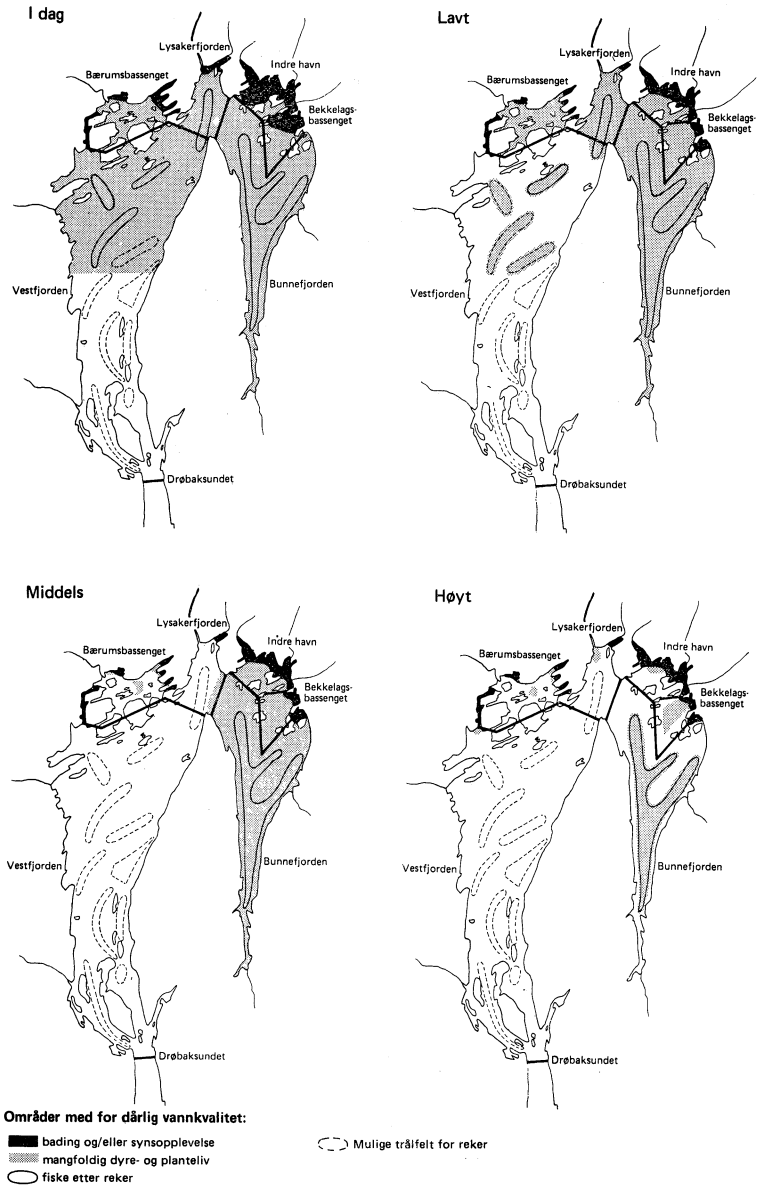 I dag
Lysakerfjorden
Indre havn
Bærumsbassenget
Bekkelags-
bassenget
Vestfjorden
Bunnefjorden
Drøbaksundet
Lavt
Lysakerfjorden
Indre havn
Bærumsbassenget
Bekkelags-
bassenget
Vestfjorden
Bunnefjorden
Drøbaksundet
Middels
Lysakerfjorden
Indre havn
Bærumsbassenget
Bekkelags-
bassenget
Vestfjorden
Bunnefjorden
Drøbaksundet
Høyt
Lysakerfjorden
Indre havn
Bærumsbassenget
Bekkelags-
bassenget
Vestfjorden
Bunnefjorden
Drøbaksundet
Områder med for dårlig vannkvalitet:
bading og/eller synsopplevelse
mangfoldig dyre- og planteliv
fiske etter reker
Mulige trålfelt for reker